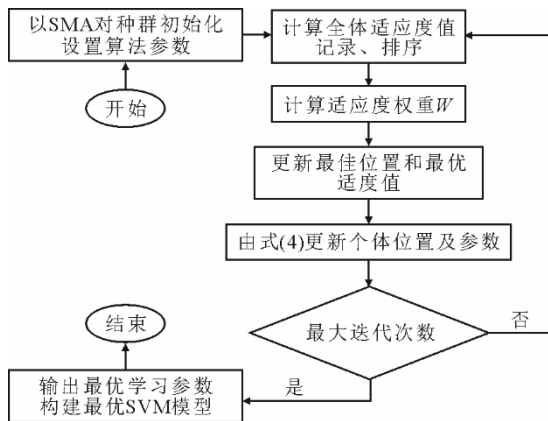 以SMA对种群初始化
设置算法参数
开始
计算全体适应度值
记录、排序
计算适应度权重W
更新最佳位置和最优
适度值
由式(4)更新个体位置及参数
最大迭代次数
否
是
输出最优学习参数
构建最优SVM模型
结束